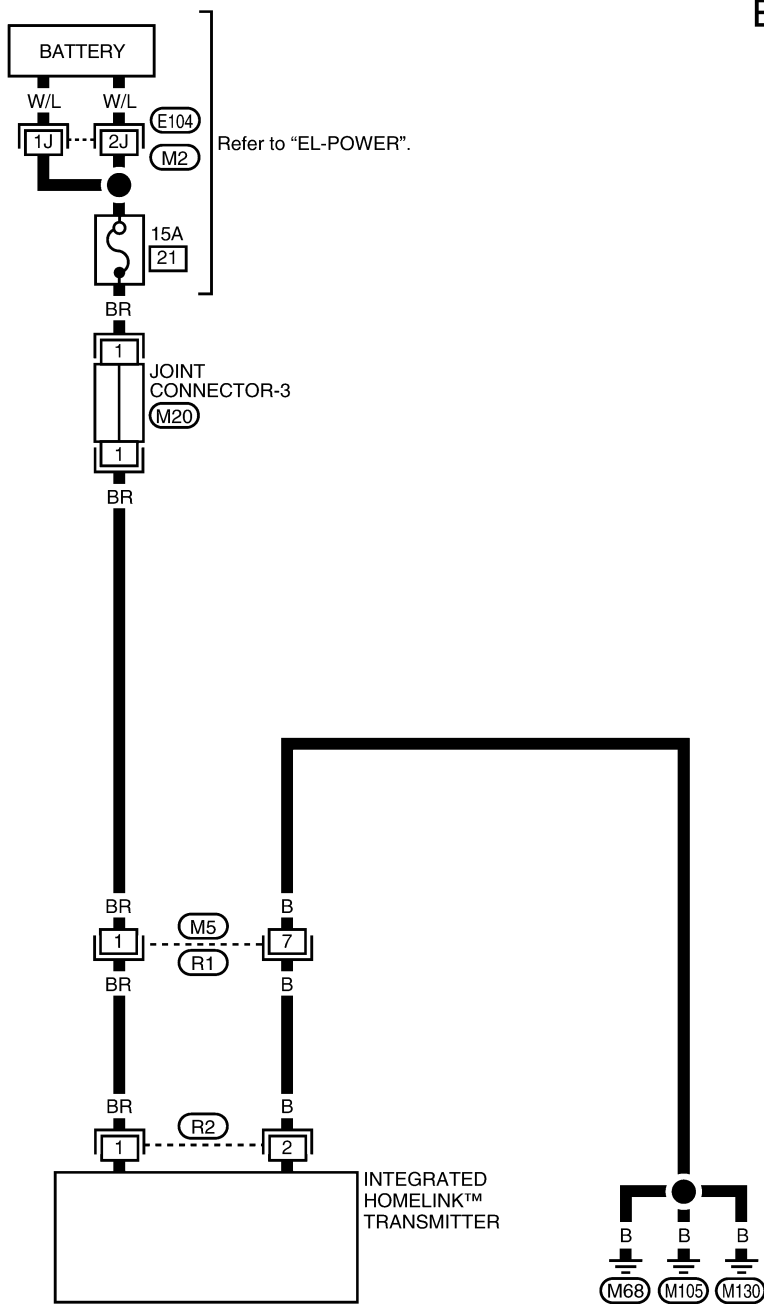 BATTERY
W/L W/L
1J 2J
E104
M2
Refer to “EL-POWER”.
15A
21
BR
1
JOINT
CONNECTOR-3
M20
1
BR
BR B
1 M5 7
R1
BR B
BR B
1 R2 2
INTEGRATED
HOMELINK™
TRANSMITTER
B B B
M68 M105 M130